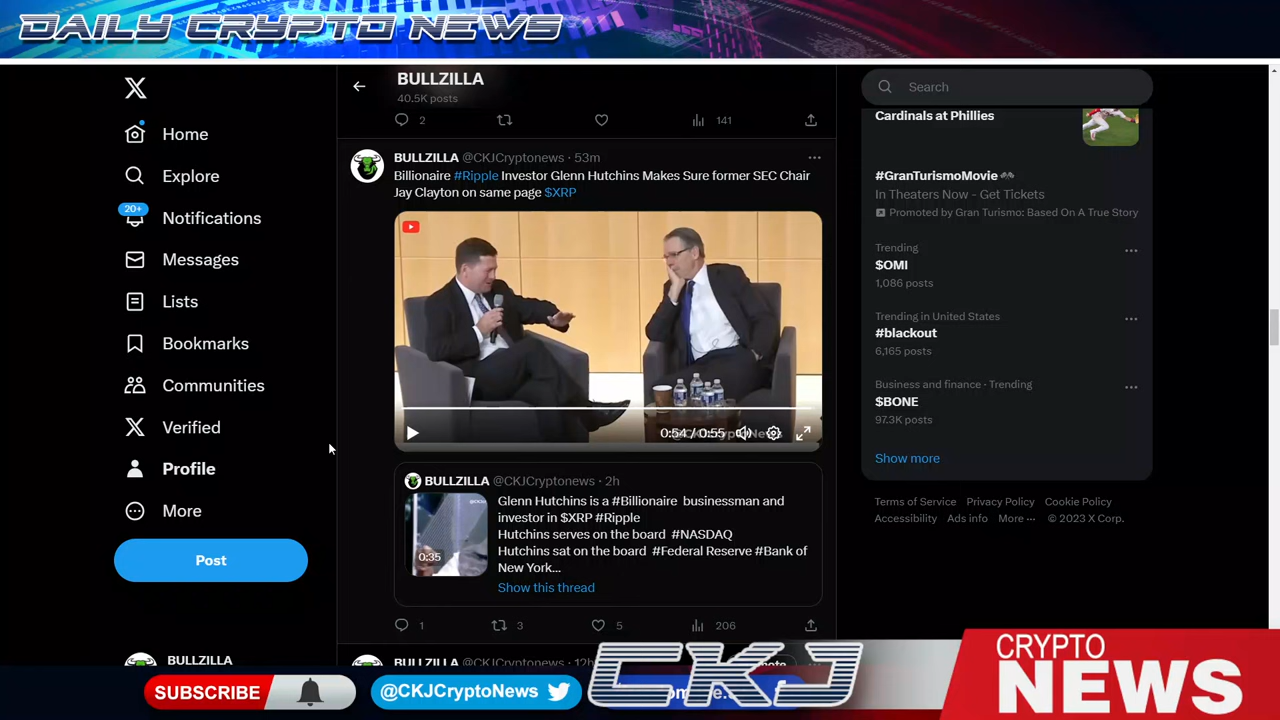 DAILY CRYPTO NEWS
BULLZILLA
40.5K posts
2
141
Home
Explore
20+
Notifications
Messages
Lists
Bookmarks
Communities
Verified
Profile
More
Post
BULLZILLA
BULLZILLA @CKJCryptonews · 53m
Billionaire #Ripple Investor Glenn Hutchins Makes Sure former SEC Chair
Jay Clayton on same page $XRP
0:54 / 0:55
BULLZILLA @CKJCryptonews · 2h
Glenn Hutchins is a #Billionaire businessman and
investor in $XRP #Ripple
Hutchins serves on the board #NASDAQ
Hutchins sat on the board #Federal Reserve #Bank of
New York...
0:35
Show this thread
1
3
5
206
BULLZILLA @CKJCryptonews · 12h
Search
Cardinals at Phillies
#GranTurismoMovie
In Theaters Now - Get Tickets
Promoted by Gran Turismo: Based On A True Story
Trending
$OMI
1,086 posts
Trending in United States
#blackout
6,165 posts
Business and finance · Trending
$BONE
97.3K posts
Show more
Terms of Service Privacy Policy Cookie Policy
Accessibility Ads info More ··· © 2023 X Corp.
SUBSCRIBE
@CKJCryptoNews
CKJ
CRYPTO
NEWS